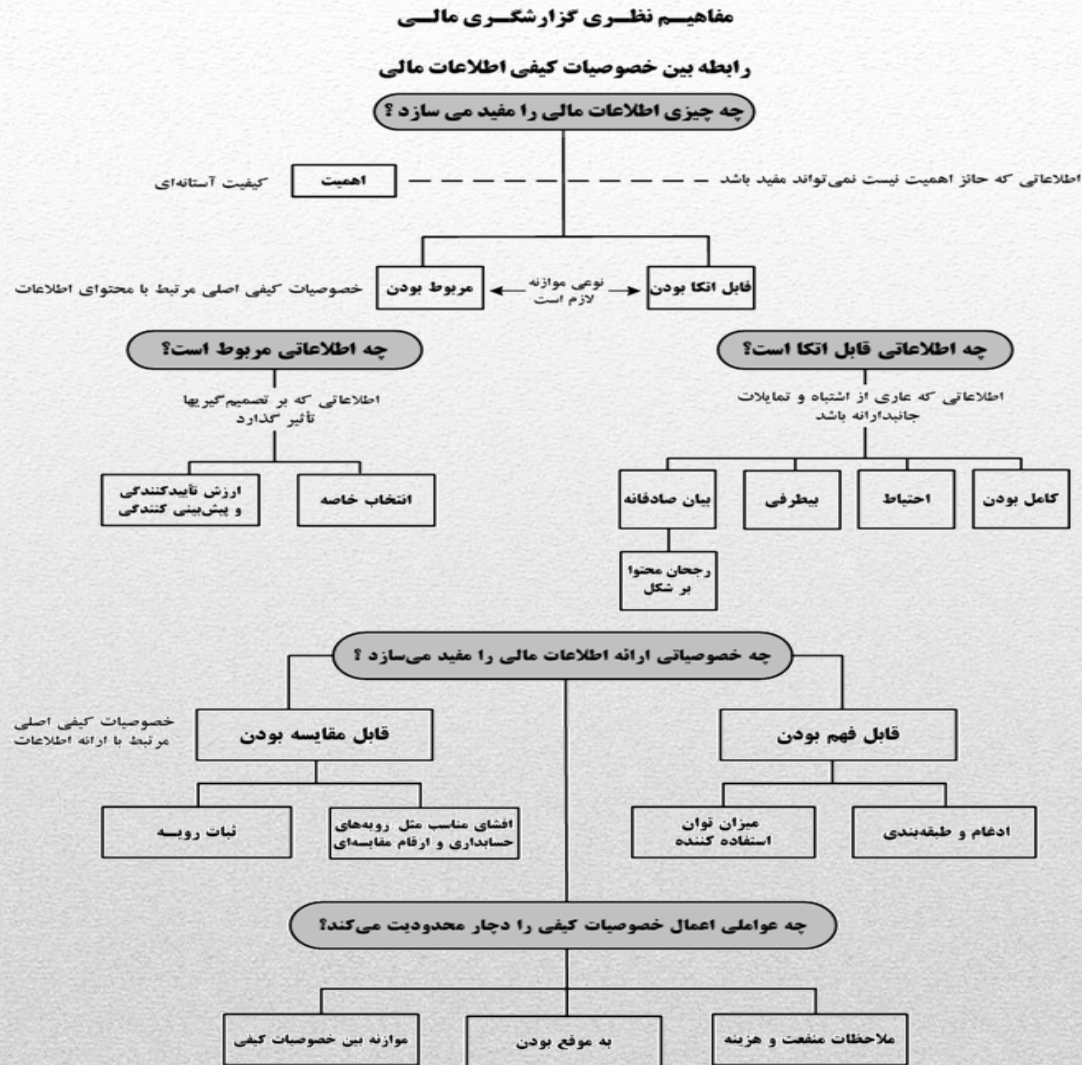 مفاهیم نظری گزارشگری مالی
رابطه بین خصوصیات کیفی اطلاعات مالی
چه چیزی اطلاعات مالی را مفید می سازد ؟
اطلاعاتی که حائز اهمیت نیست نمی‌تواند مفید باشد
اهمیت
کیفیت آستانه‌ای
قابل اتکا بودن
نوعی موازنه
لازم است
مربوط بودن
خصوصیات کیفی اصلی مرتبط با محتوای اطلاعات
چه اطلاعاتی قابل اتکا است؟
چه اطلاعاتی مربوط است؟
اطلاعاتی که عاری از اشتباه و تمایلات
جانبدارانه باشد
اطلاعاتی که بر تصمیم‌گیریها
تأثیر گذارد
کامل بودن
احتیاط
بیطرفی
بیان صادقانه
انتخاب خاصه
ارزش تأییدکنندگی
و پیش‌بینی کنندگی
رجحان محتوا
بر شکل
چه خصوصیاتی ارائه اطلاعات مالی را مفید می‌سازد ؟
قابل فهم بودن
قابل مقایسه بودن
خصوصیات کیفی اصلی
مرتبط با ارائه اطلاعات
ادغام و طبقه‌بندی
میزان توان
استفاده کننده
افشای مناسب مثل رویه‌های
حسابداری و ارقام مقایسه‌ای
ثبات رویه
چه عواملی اعمال خصوصیات کیفی را دچار محدودیت می‌کند؟
ملاحظات منفعت و هزینه
به موقع بودن
موازنه بین خصوصیات کیفی